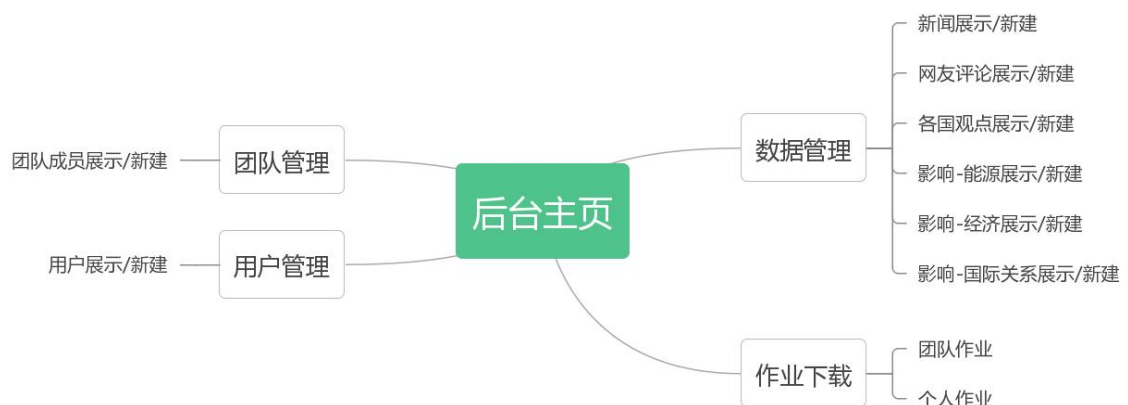 后台主页
团队管理
团队成员展示/新建
用户管理
用户展示/新建
数据管理
新闻展示/新建
网友评论展示/新建
各国观点展示/新建
影响-能源展示/新建
影响-经济展示/新建
影响-国际关系展示/新建
作业下载
团队作业
个人作业